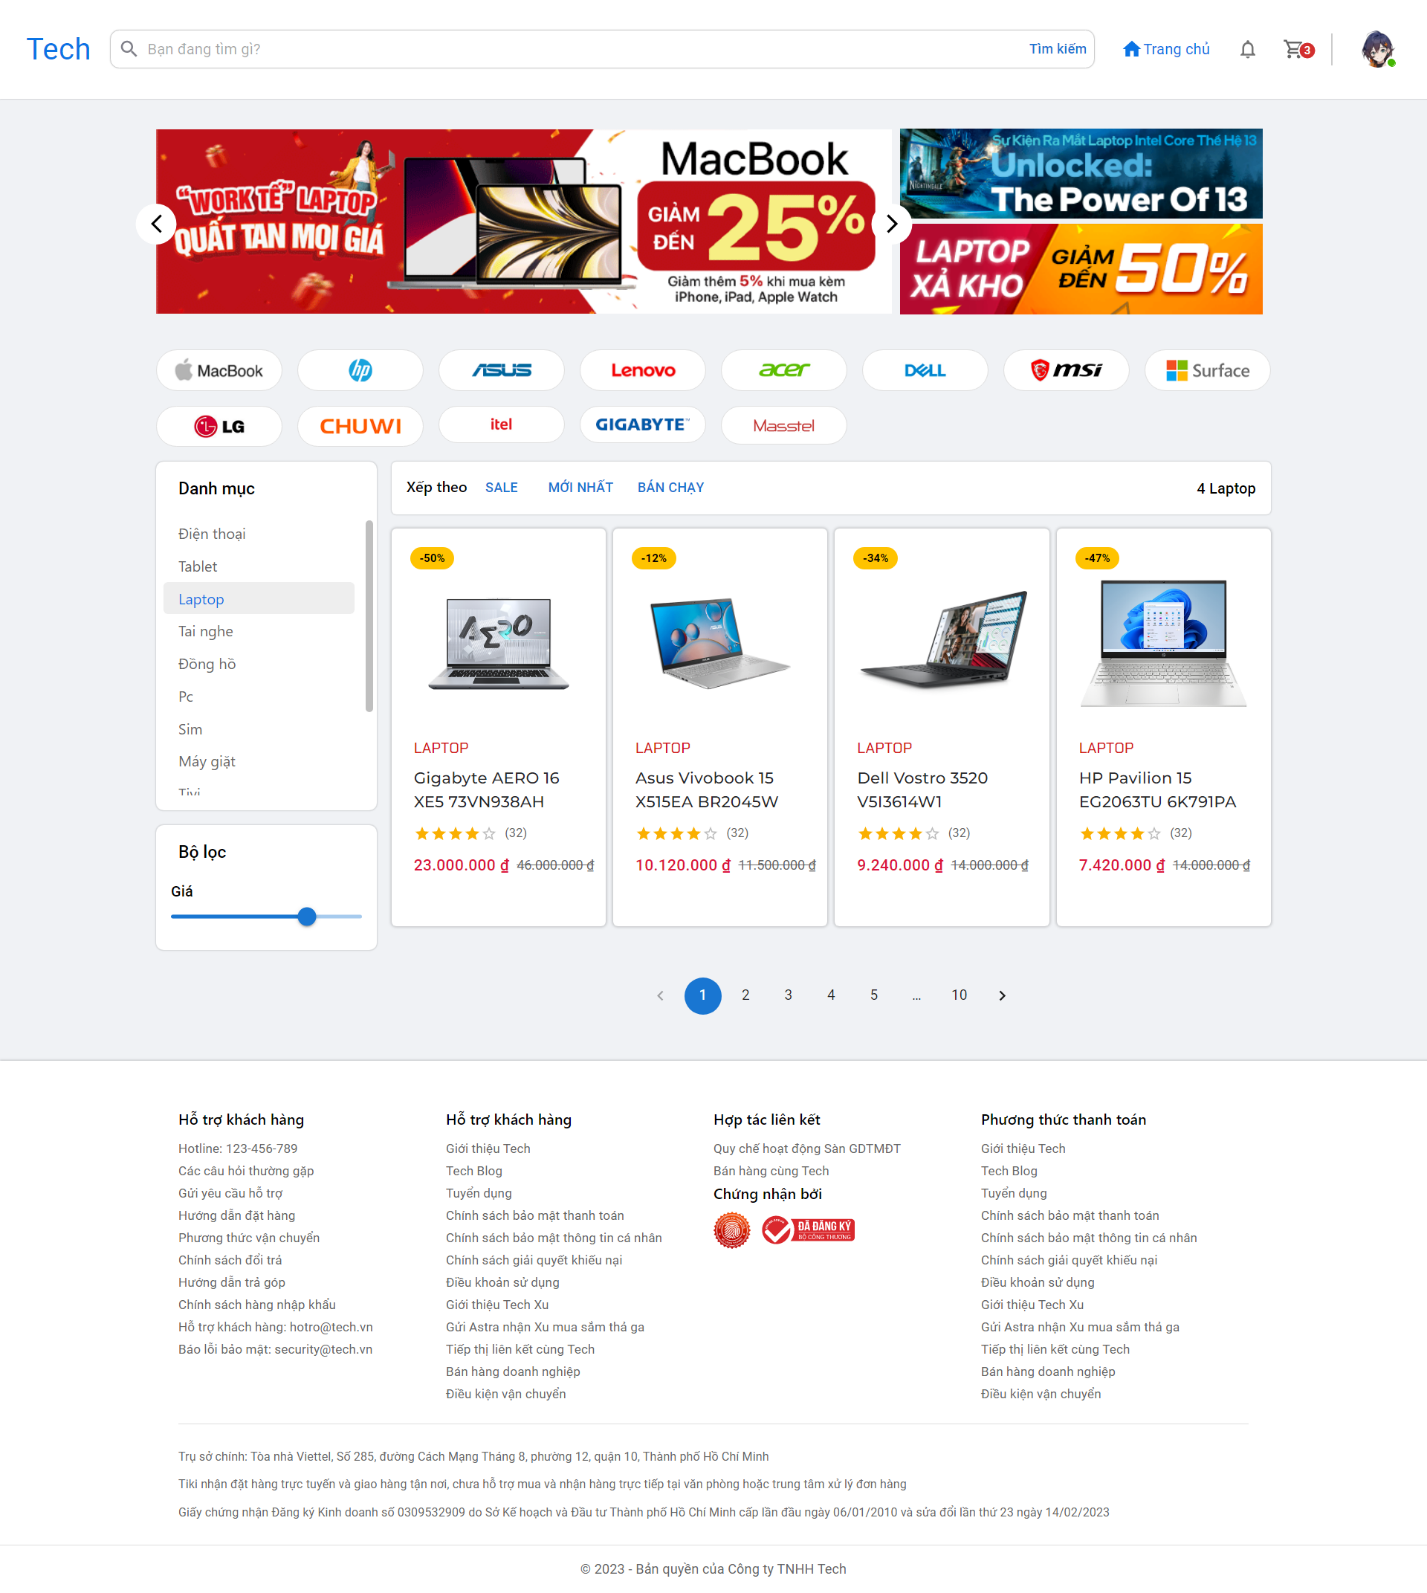 Tech
Bạn đang tìm gì?
Tìm kiếm
Trang chủ
3
"WORK TẾ" LAPTOP
QUẤT TAN MỌI GIÁ
MacBook
GIẢM ĐẾN 25%
Giảm thêm 5% khi mua kèm
iPhone, iPad, Apple Watch
Sự Kiện Ra Mắt Laptop Intel Core Thế Hệ 13
Unlocked:
The Power Of 13
NIGHTINGALE
LAPTOP
XẢ KHO
GIẢM ĐẾN 50%
MacBook
hp
ASUS
Lenovo
acer
DELL
msi
Surface
LG
CHUWI
itel
GIGABYTE™
Masstel
Danh mục
Điện thoại
Tablet
Laptop
Tai nghe
Đồng hồ
Pc
Sim
Máy giặt
Tivi
Bộ lọc
Giá
Xếp theo
SALE
MỚI NHẤT
BÁN CHẠY
4 Laptop
-50%
AERO
LAPTOP
Gigabyte AERO 16
XE5 73VN938AH
(32)
23.000.000 ₫ 46.000.000 ₫
-12%
LAPTOP
Asus Vivobook 15
X515EA BR2045W
(32)
10.120.000 ₫ 11.500.000 ₫
-34%
LAPTOP
Dell Vostro 3520
V5I3614W1
(32)
9.240.000 ₫ 14.000.000 ₫
-47%
LAPTOP
HP Pavilion 15
EG2063TU 6K791PA
(32)
7.420.000 ₫ 14.000.000 ₫
1 2 3 4 5 ... 10
Hỗ trợ khách hàng
Hotline: 123-456-789
Các câu hỏi thường gặp
Gửi yêu cầu hỗ trợ
Hướng dẫn đặt hàng
Phương thức vận chuyển
Chính sách đổi trả
Hướng dẫn trả góp
Chính sách hàng nhập khẩu
Hỗ trợ khách hàng: hotro@tech.vn
Báo lỗi bảo mật: security@tech.vn
Hỗ trợ khách hàng
Giới thiệu Tech
Tech Blog
Tuyển dụng
Chính sách bảo mật thanh toán
Chính sách bảo mật thông tin cá nhân
Chính sách giải quyết khiếu nại
Điều khoản sử dụng
Giới thiệu Tech Xu
Gửi Astra nhận Xu mua sắm thả ga
Tiếp thị liên kết cùng Tech
Bán hàng doanh nghiệp
Điều kiện vận chuyển
Hợp tác liên kết
Quy chế hoạt động Sàn GDTMĐT
Bán hàng cùng Tech
Chứng nhận bởi
ĐÃ ĐĂNG KÝ
BỘ CÔNG THƯƠNG
Phương thức thanh toán
Giới thiệu Tech
Tech Blog
Tuyển dụng
Chính sách bảo mật thanh toán
Chính sách bảo mật thông tin cá nhân
Chính sách giải quyết khiếu nại
Điều khoản sử dụng
Giới thiệu Tech Xu
Gửi Astra nhận Xu mua sắm thả ga
Tiếp thị liên kết cùng Tech
Bán hàng doanh nghiệp
Điều kiện vận chuyển
Trụ sở chính: Tòa nhà Viettel, Số 285, đường Cách Mạng Tháng 8, phường 12, quận 10, Thành phố Hồ Chí Minh
Tiki nhận đặt hàng trực tuyến và giao hàng tận nơi, chưa hỗ trợ mua và nhận hàng trực tiếp tại văn phòng hoặc trung tâm xử lý đơn hàng
Giấy chứng nhận Đăng ký Kinh doanh số 0309532909 do Sở Kế hoạch và Đầu tư Thành phố Hồ Chí Minh cấp lần đầu ngày 06/01/2010 và sửa đổi lần thứ 23 ngày 14/02/2023
© 2023 - Bản quyền của Công ty TNHH Tech